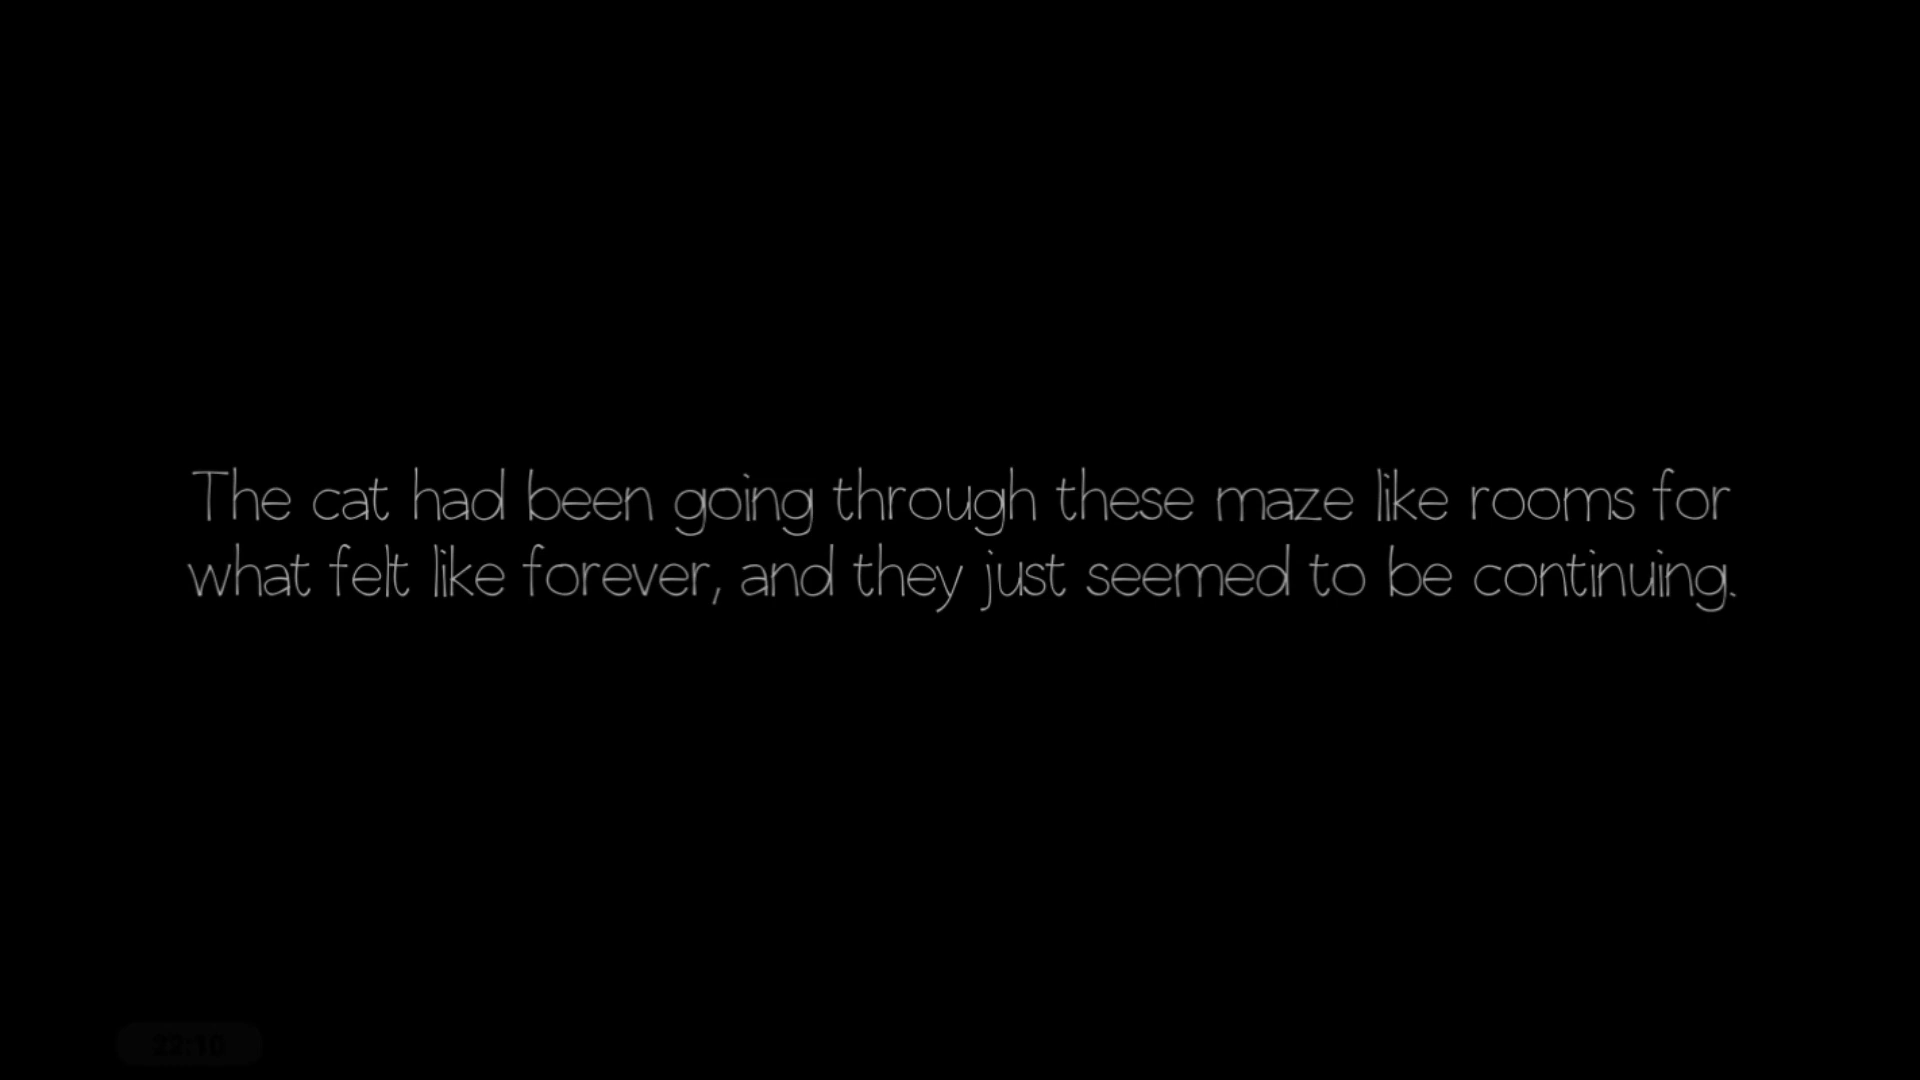 The cat had been going through these maze like rooms for
what felt like forever, and they just seemed to be continuing.